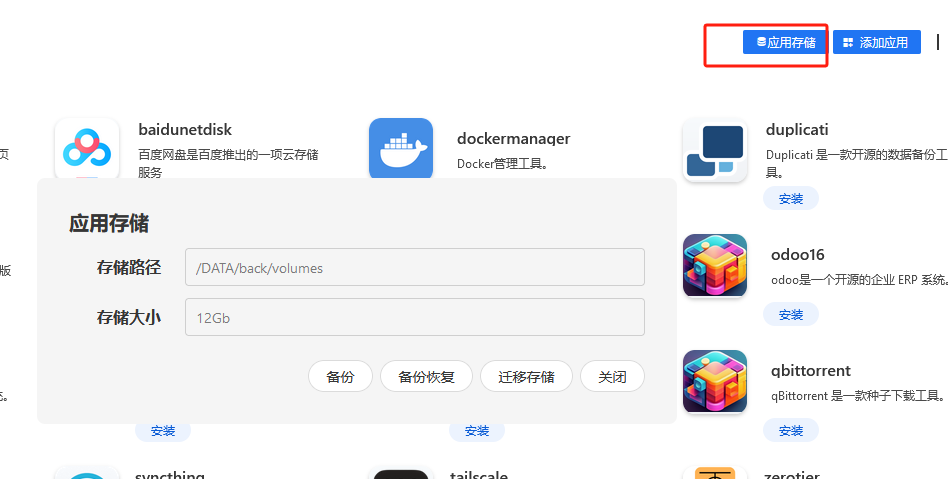 应用存储
添加应用
页
baidunetdisk
百度网盘是百度推出的一项云存储
服务
dockermanager
Docker管理工具。
duplicati
Duplicati 是一款开源的数据备份工
具。
安装
应用存储
存储路径
/DATA/back/volumes
存储大小
12Gb
备份
备份恢复
迁移存储
关闭
版
odoo16
odoo是一个开源的企业 ERP 系统。
安装
qbittorrent
qBittorrent 是一款种子下载工具。
安装
安装
安装
syncthing
tailscale
zerotier